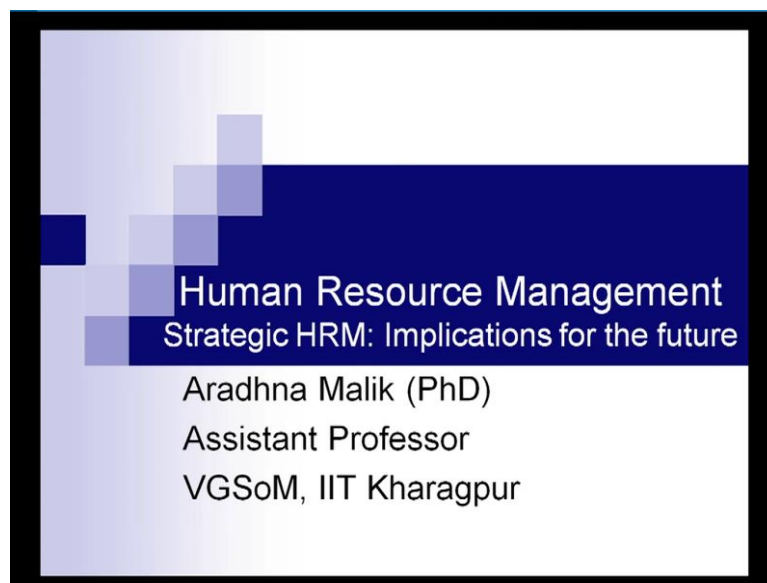 Human Resource Management
Strategic HRM: Implications for the future
Aradhna Malik (PhD)
Assistant Professor
VGSoM, IIT Kharagpur